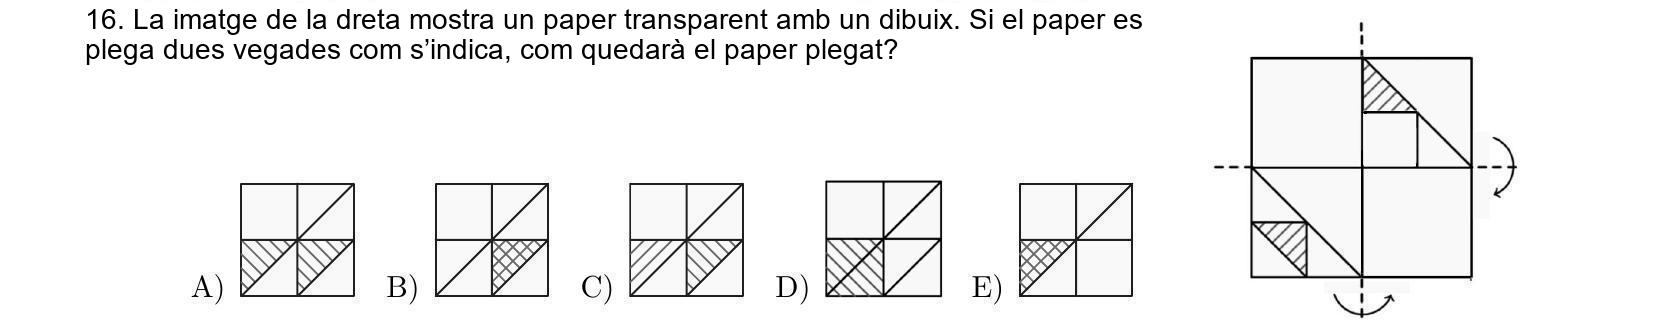 16. La imatge de la dreta mostra un paper transparent amb un dibuix. Si el paper es
plega dues vegades com s’indica, com quedarà el paper plegat?
A) B) C) D) E)